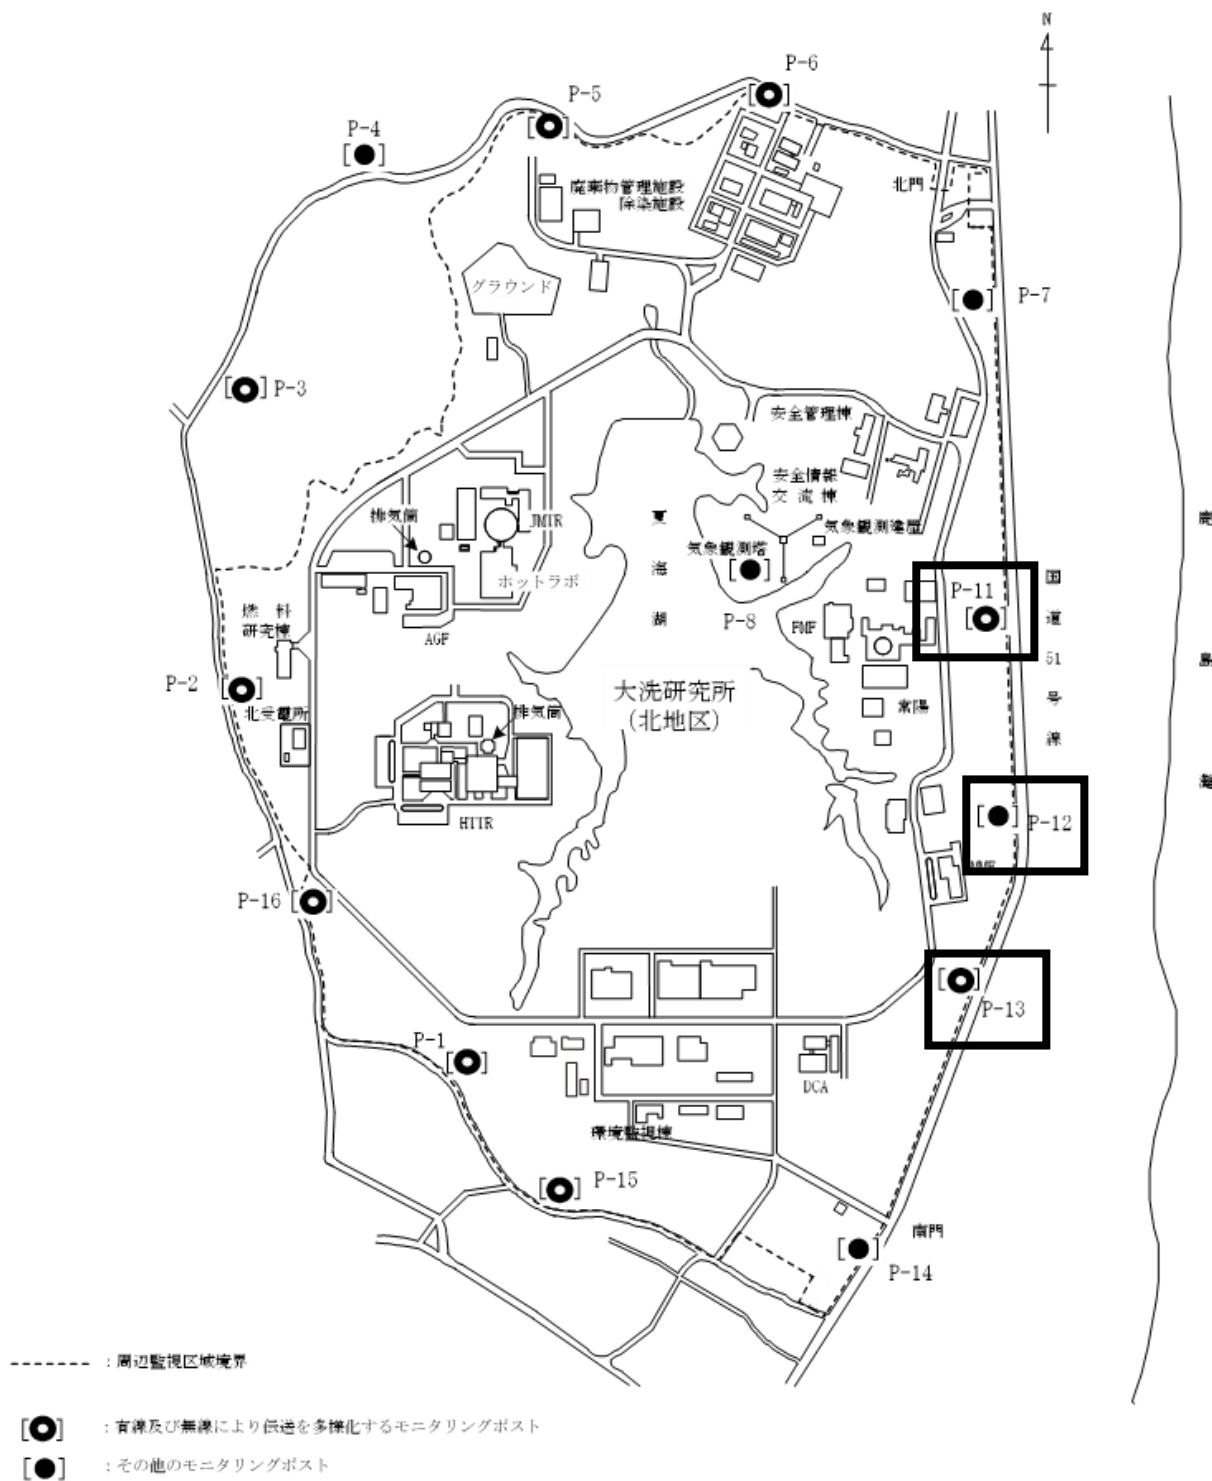 N
P-6
P-5
P-4
北門
廃棄物管理施設
除染施設
グラウンド
P-7
P-3
安全管理棟
安全情報
交流棟
排気筒
JMTR
夏海湖
気象観測建屋
気象観測塔
ホットラボ
P-11
国道51号線
鹿島灘
燃料
研究棟
AGF
P-8
FMF
P-2
大洗研究所
(北地区)
北受電所
排気筒
常陽
HTTR
P-12
MMF
P-16
P-13
P-1
DCA
環境監視棟
P-15
南門
P-14
：周辺監視区域境界
：有線及び無線により伝送を多様化するモニタリングポスト
：その他のモニタリングポスト